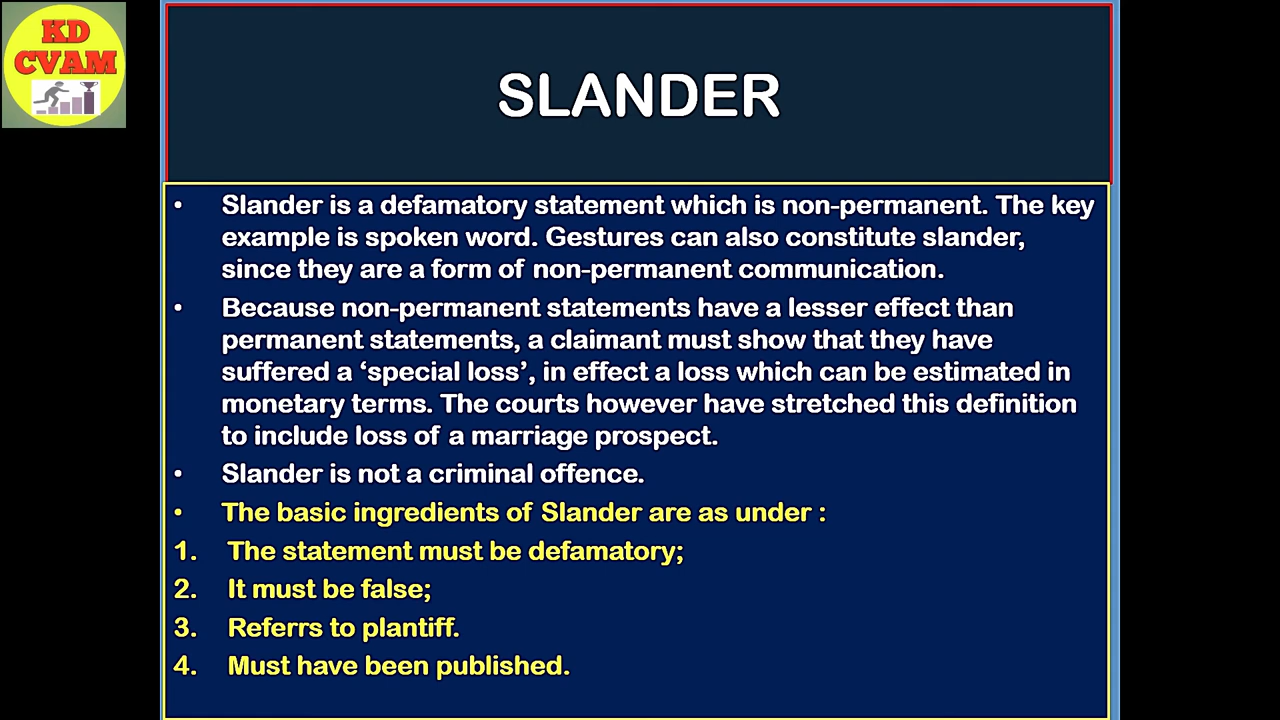 KD
CVAM
SLANDER
• Slander is a defamatory statement which is non-permanent. The key
example is spoken word. Gestures can also constitute slander,
since they are a form of non-permanent communication.
• Because non-permanent statements have a lesser effect than
permanent statements, a claimant must show that they have
suffered a ‘special loss’, in effect a loss which can be estimated in
monetary terms. The courts however have stretched this definition
to include loss of a marriage prospect.
• Slander is not a criminal offence.
• The basic ingredients of Slander are as under :
1. The statement must be defamatory;
2. It must be false;
3. Referrs to plantiff.
4. Must have been published.